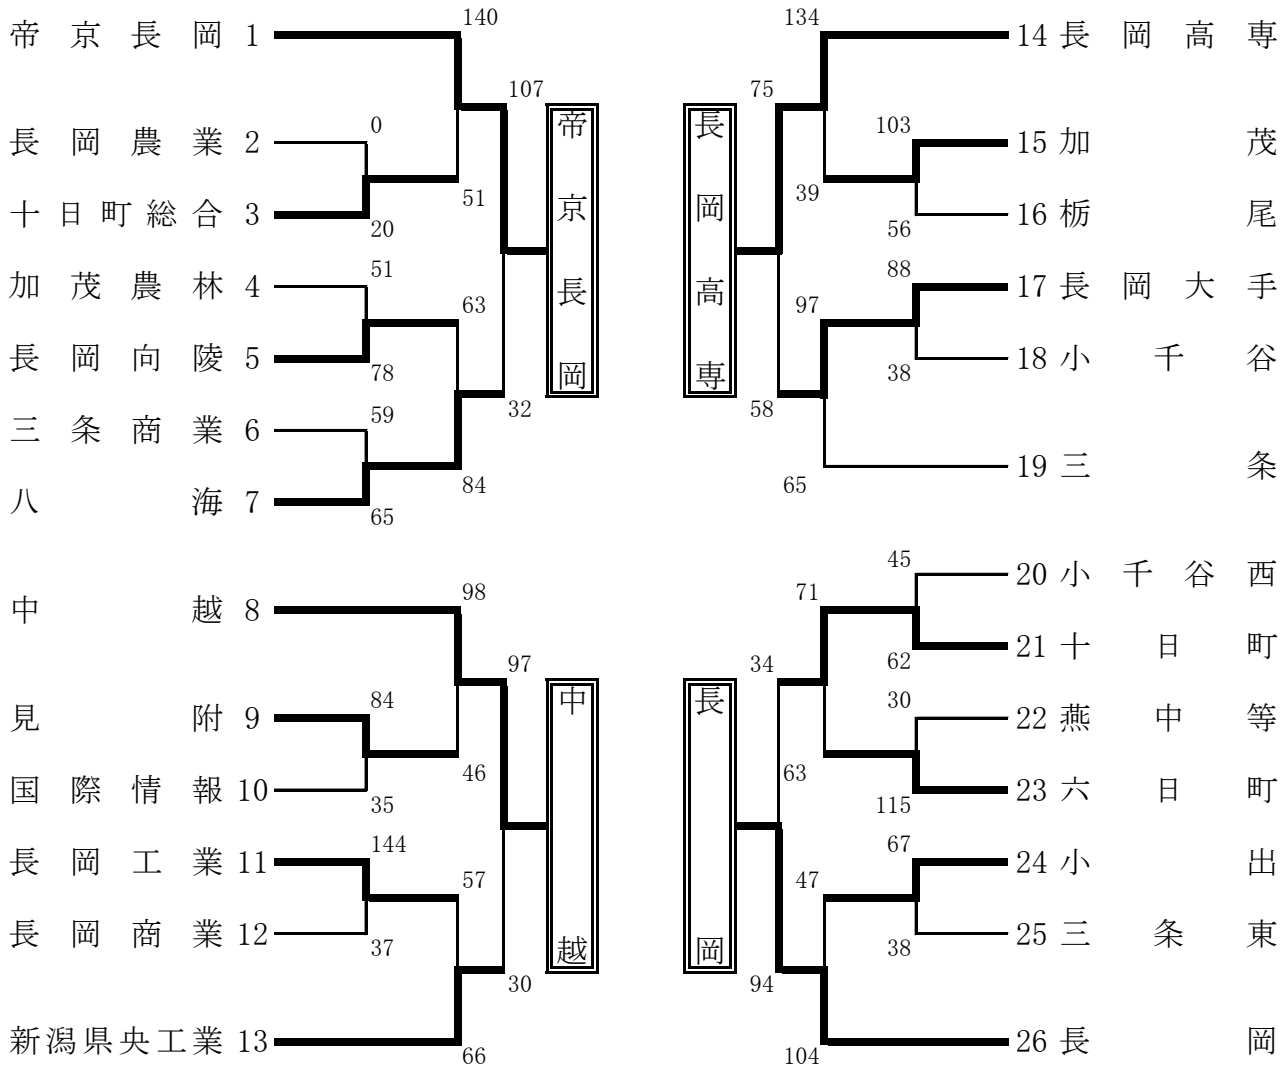 140
134
帝京長岡 1
14 長岡高専
107
75
0
103
長岡農業 2
15 加茂
51
39
十日町総合 3
16 栃尾
20
56
51
88
加茂農林 4
17 長岡大手
63
97
長岡向陵 5
18 小千谷
78
38
59
32
58
三条商業 6
19 三条
84
65
八海 7
65
帝京長岡
長岡高専
45
20 小千谷西
98
71
中越 8
21 十日町
62
97
34
84
30
見附 9
22 燕中等
46
63
国際情報 10
23 六日町
35
115
144
67
長岡工業 11
24 小出
57
47
長岡商業 12
25 三条東
37
38
30
94
新潟県央工業 13
26 長岡
66
104
中越
長岡